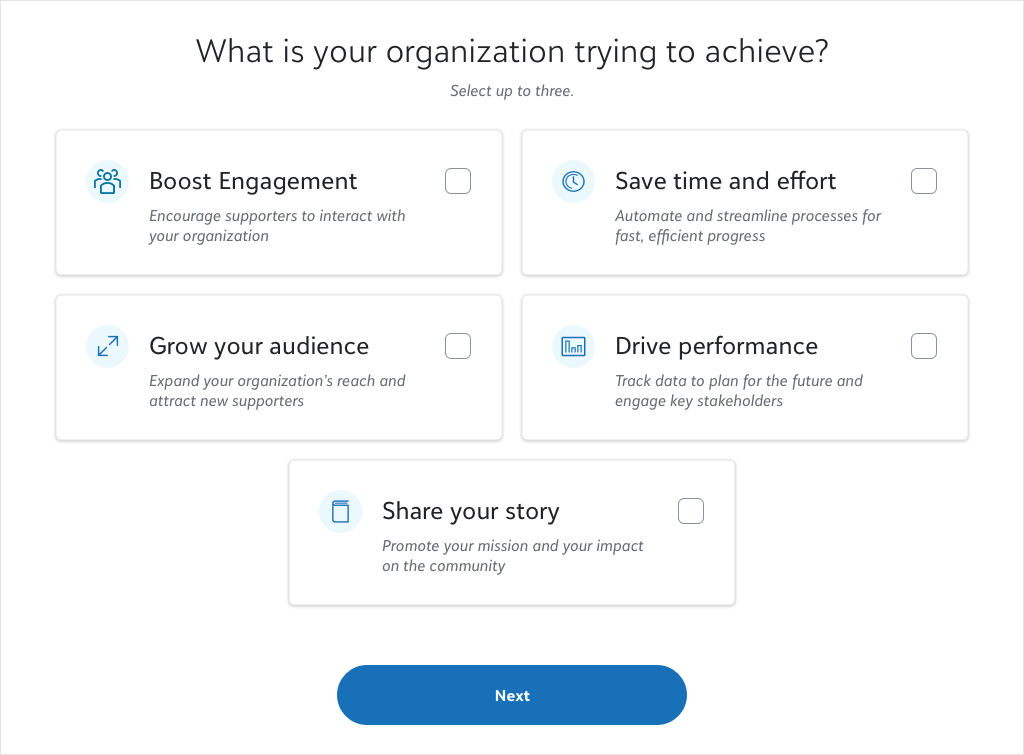 What is your organization trying to achieve?
Select up to three.
Boost Engagement
Encourage supporters to interact with
your organization
Save time and effort
Automate and streamline processes for
fast, efficient progress
Grow your audience
Expand your organization's reach and
attract new supporters
Drive performance
Track data to plan for the future and
engage key stakeholders
Share your story
Promote your mission and your impact
on the community
Next